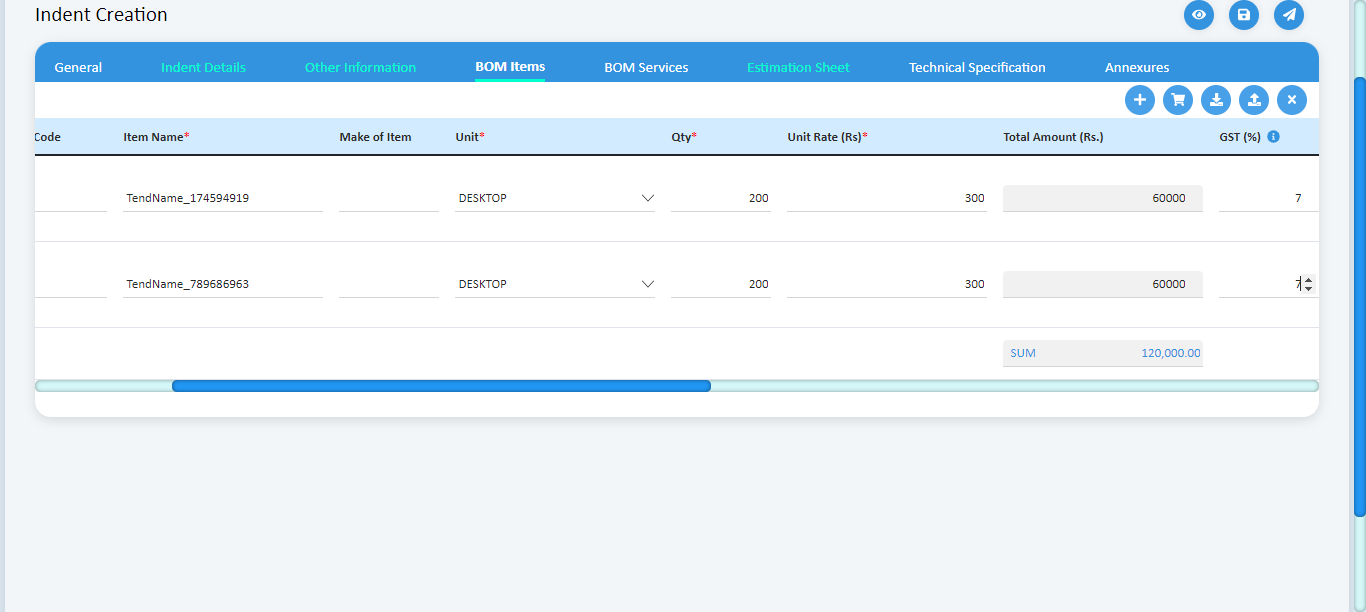 Indent Creation
General Indent Details Other Information BOM Items BOM Services Estimation Sheet Technical Specification Annexures
Code Item Name* Make of Item Unit* Qty* Unit Rate (Rs)* Total Amount (Rs.) GST (%)
TendName_174594919 DESKTOP 200 300 60000 7
TendName_789686963 DESKTOP 200 300 60000 7
SUM 120,000.00